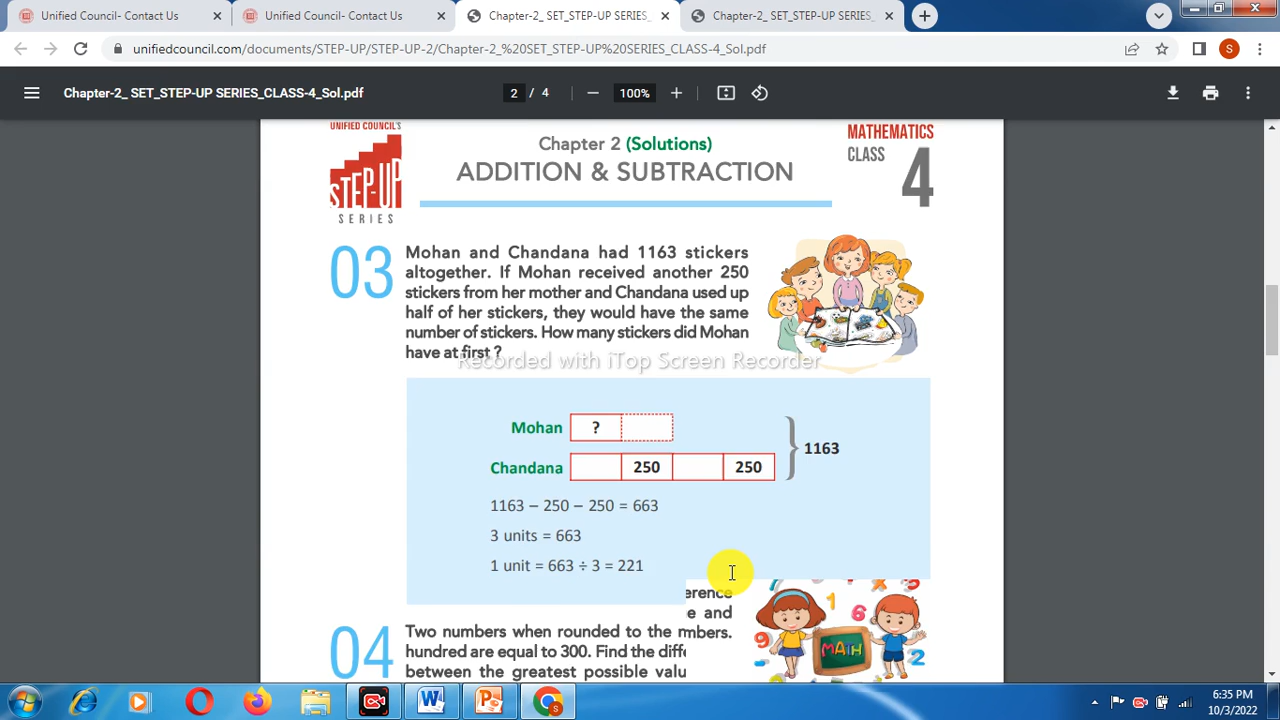 Unified Council- Contact Us
Unified Council- Contact Us
Chapter-2_ SET_STEP-UP SERIES_
Chapter-2_ SET_STEP-UP SERIES_
unifiedcouncil.com/documents/STEP-UP/STEP-UP-2/Chapter-2_%20SET_STEP-UP%20SERIES_CLASS-4_Sol.pdf
S
Chapter-2_ SET_STEP-UP SERIES_CLASS-4_Sol.pdf
2 / 4
100%
UNIFIED COUNCIL'S
STEP-UP
SERIES
Chapter 2 (Solutions)
ADDITION & SUBTRACTION
MATHEMATICS
CLASS
4
03
Mohan and Chandana had 1163 stickers
altogether. If Mohan received another 250
stickers from her mother and Chandana used up
half of her stickers, they would have the same
number of stickers. How many stickers did Mohan
have at first ?
Recorded with iTop Screen Recorder
Mohan ?
1163
Chandana 250 250
1163 – 250 – 250 = 663
3 units = 663
1 unit = 663 ÷ 3 = 221
erence
e and
04
Two numbers when rounded to the mbers.
hundred are equal to 300. Find the diffe
between the greatest possible valu
7
1
6
9
2
MATH
6:35 PM
10/3/2022